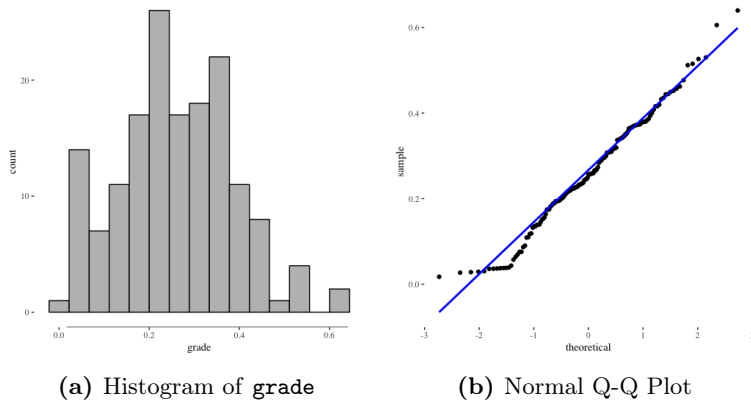 20
10
0
count
0.0 0.2 0.4 0.6
grade
(a) Histogram of grade
0.6
0.4
0.2
0.0
sample
-3 -2 -1 0 1 2
theoretical
(b) Normal Q-Q Plot